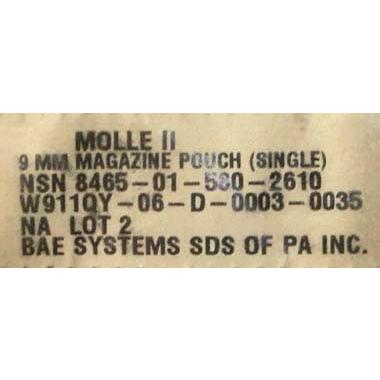 MOLLE II
9 MM MAGAZINE POUCH (SINGLE)
NSN 8465-01-580-2610
W911QY-06-D-0003-0035
NA LOT 2
BAE SYSTEMS SDS OF PA INC.